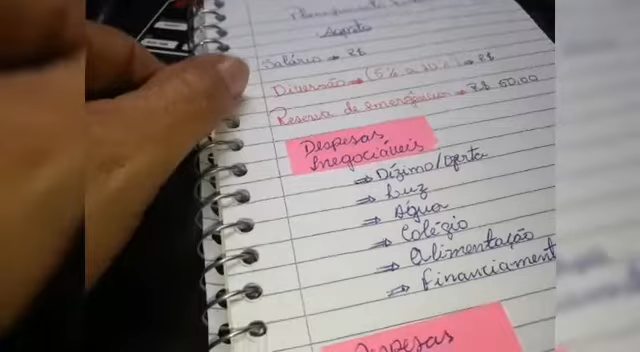 Agosto
Salário → R$
Diversão → (5% a 10%) → R$
Reserva de emergência → R$ 50,00
Despesas
Inegociáveis
⇒ Dízimo/oferta
⇒ Luz
⇒ Água
⇒ Colégio
⇒ Alimentação
⇒ Financiament
Despesas